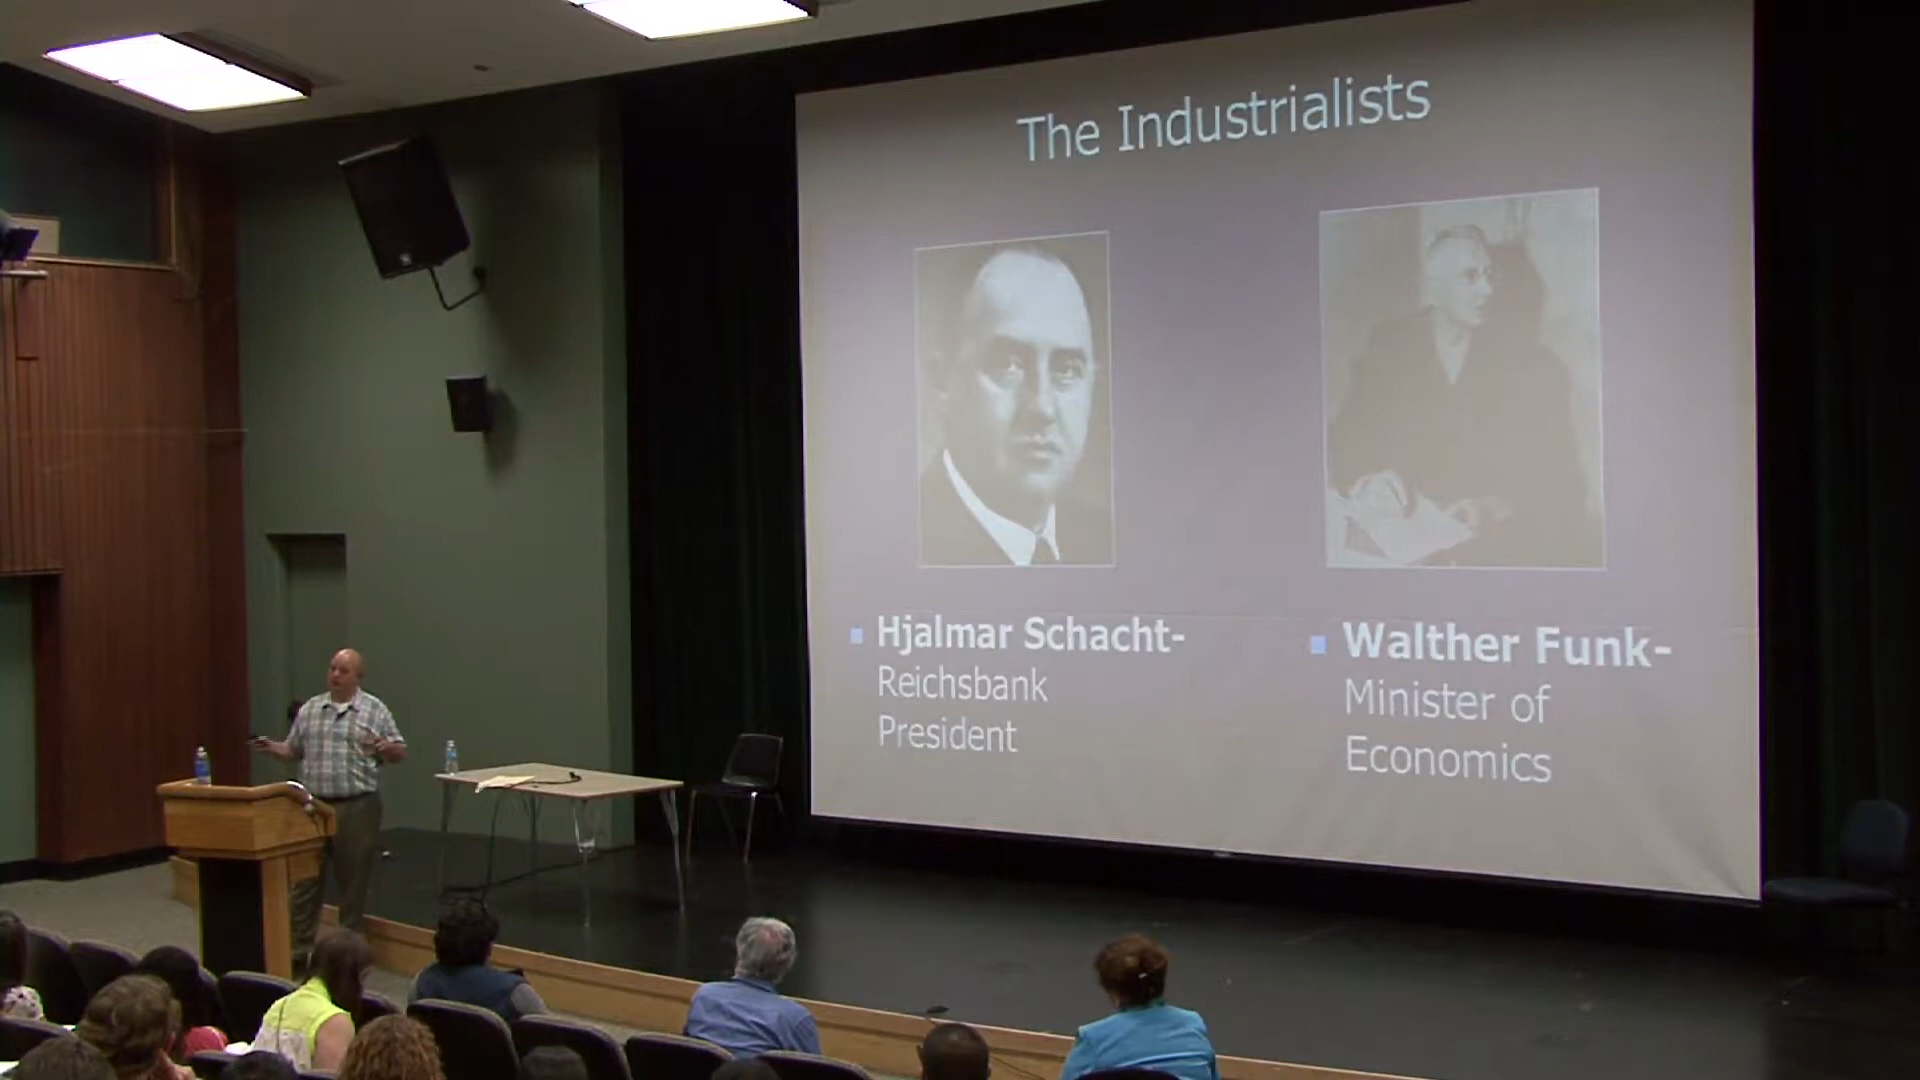 The Industrialists
Hjalmar Schacht-
Reichsbank
President
Walther Funk-
Minister of
Economics